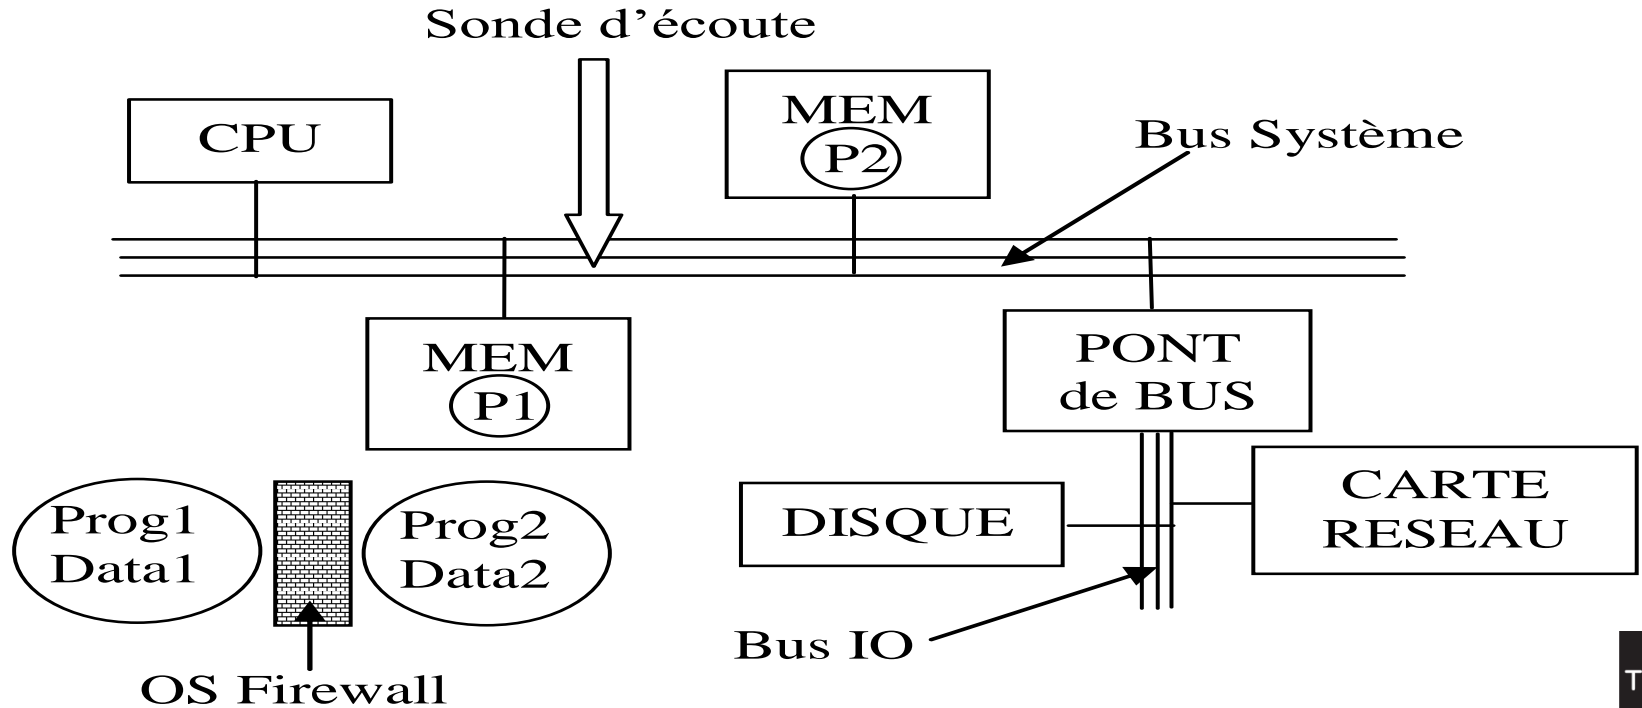 Sonde d’écoute
CPU
MEM
P2
Bus Système
MEM
P1
PONT
de BUS
Prog1
Data1
Prog2
Data2
DISQUE
CARTE
RESEAU
Bus IO
OS Firewall
T